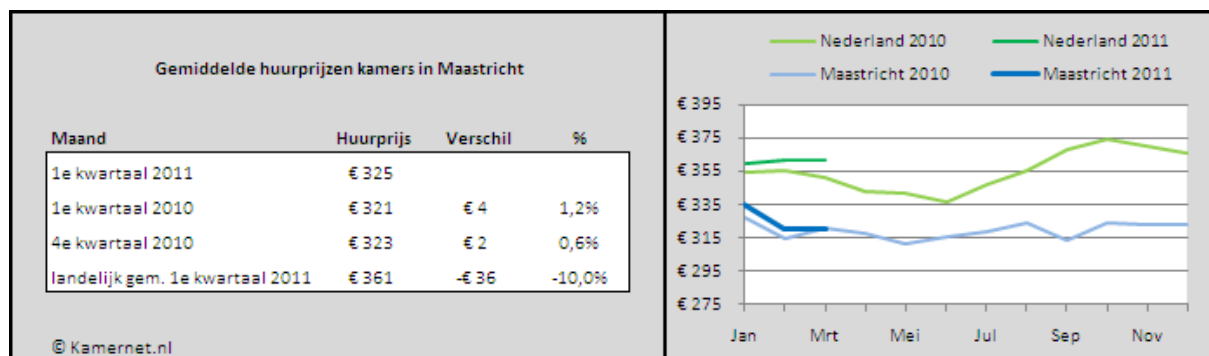 Gemiddelde huurprijzen kamers in Maastricht
Maand Huurprijs Verschil %
1e kwartaal 2011 € 325
1e kwartaal 2010 € 321 € 4 1,2%
4e kwartaal 2010 € 323 € 2 0,6%
landelijk gem. 1e kwartaal 2011 € 361 -€ 36 -10,0%
© Kamernet.nl
Nederland 2010 Nederland 2011
Maastricht 2010 Maastricht 2011
€ 395
€ 375
€ 355
€ 335
€ 315
€ 295
€ 275
Jan Mrt Mei Jul Sep Nov